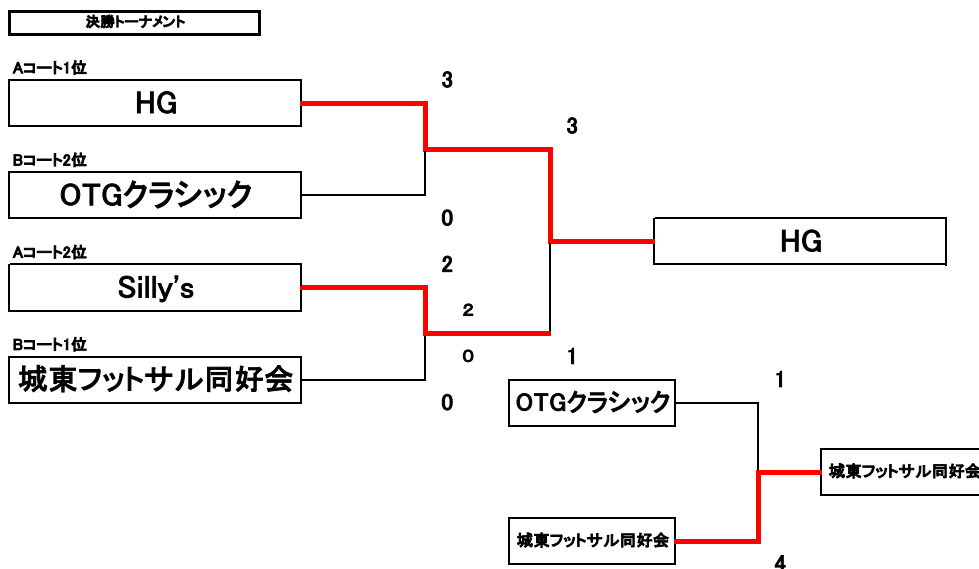 決勝トーナメント
Aコート1位
HG
3
3
Bコート2位
OTGクラシック
0
HG
Aコート2位
Silly's
2
2
Bコート1位
城東フットサル同好会
0
0
1
OTGクラシック
1
城東フットサル同好会
城東フットサル同好会
4